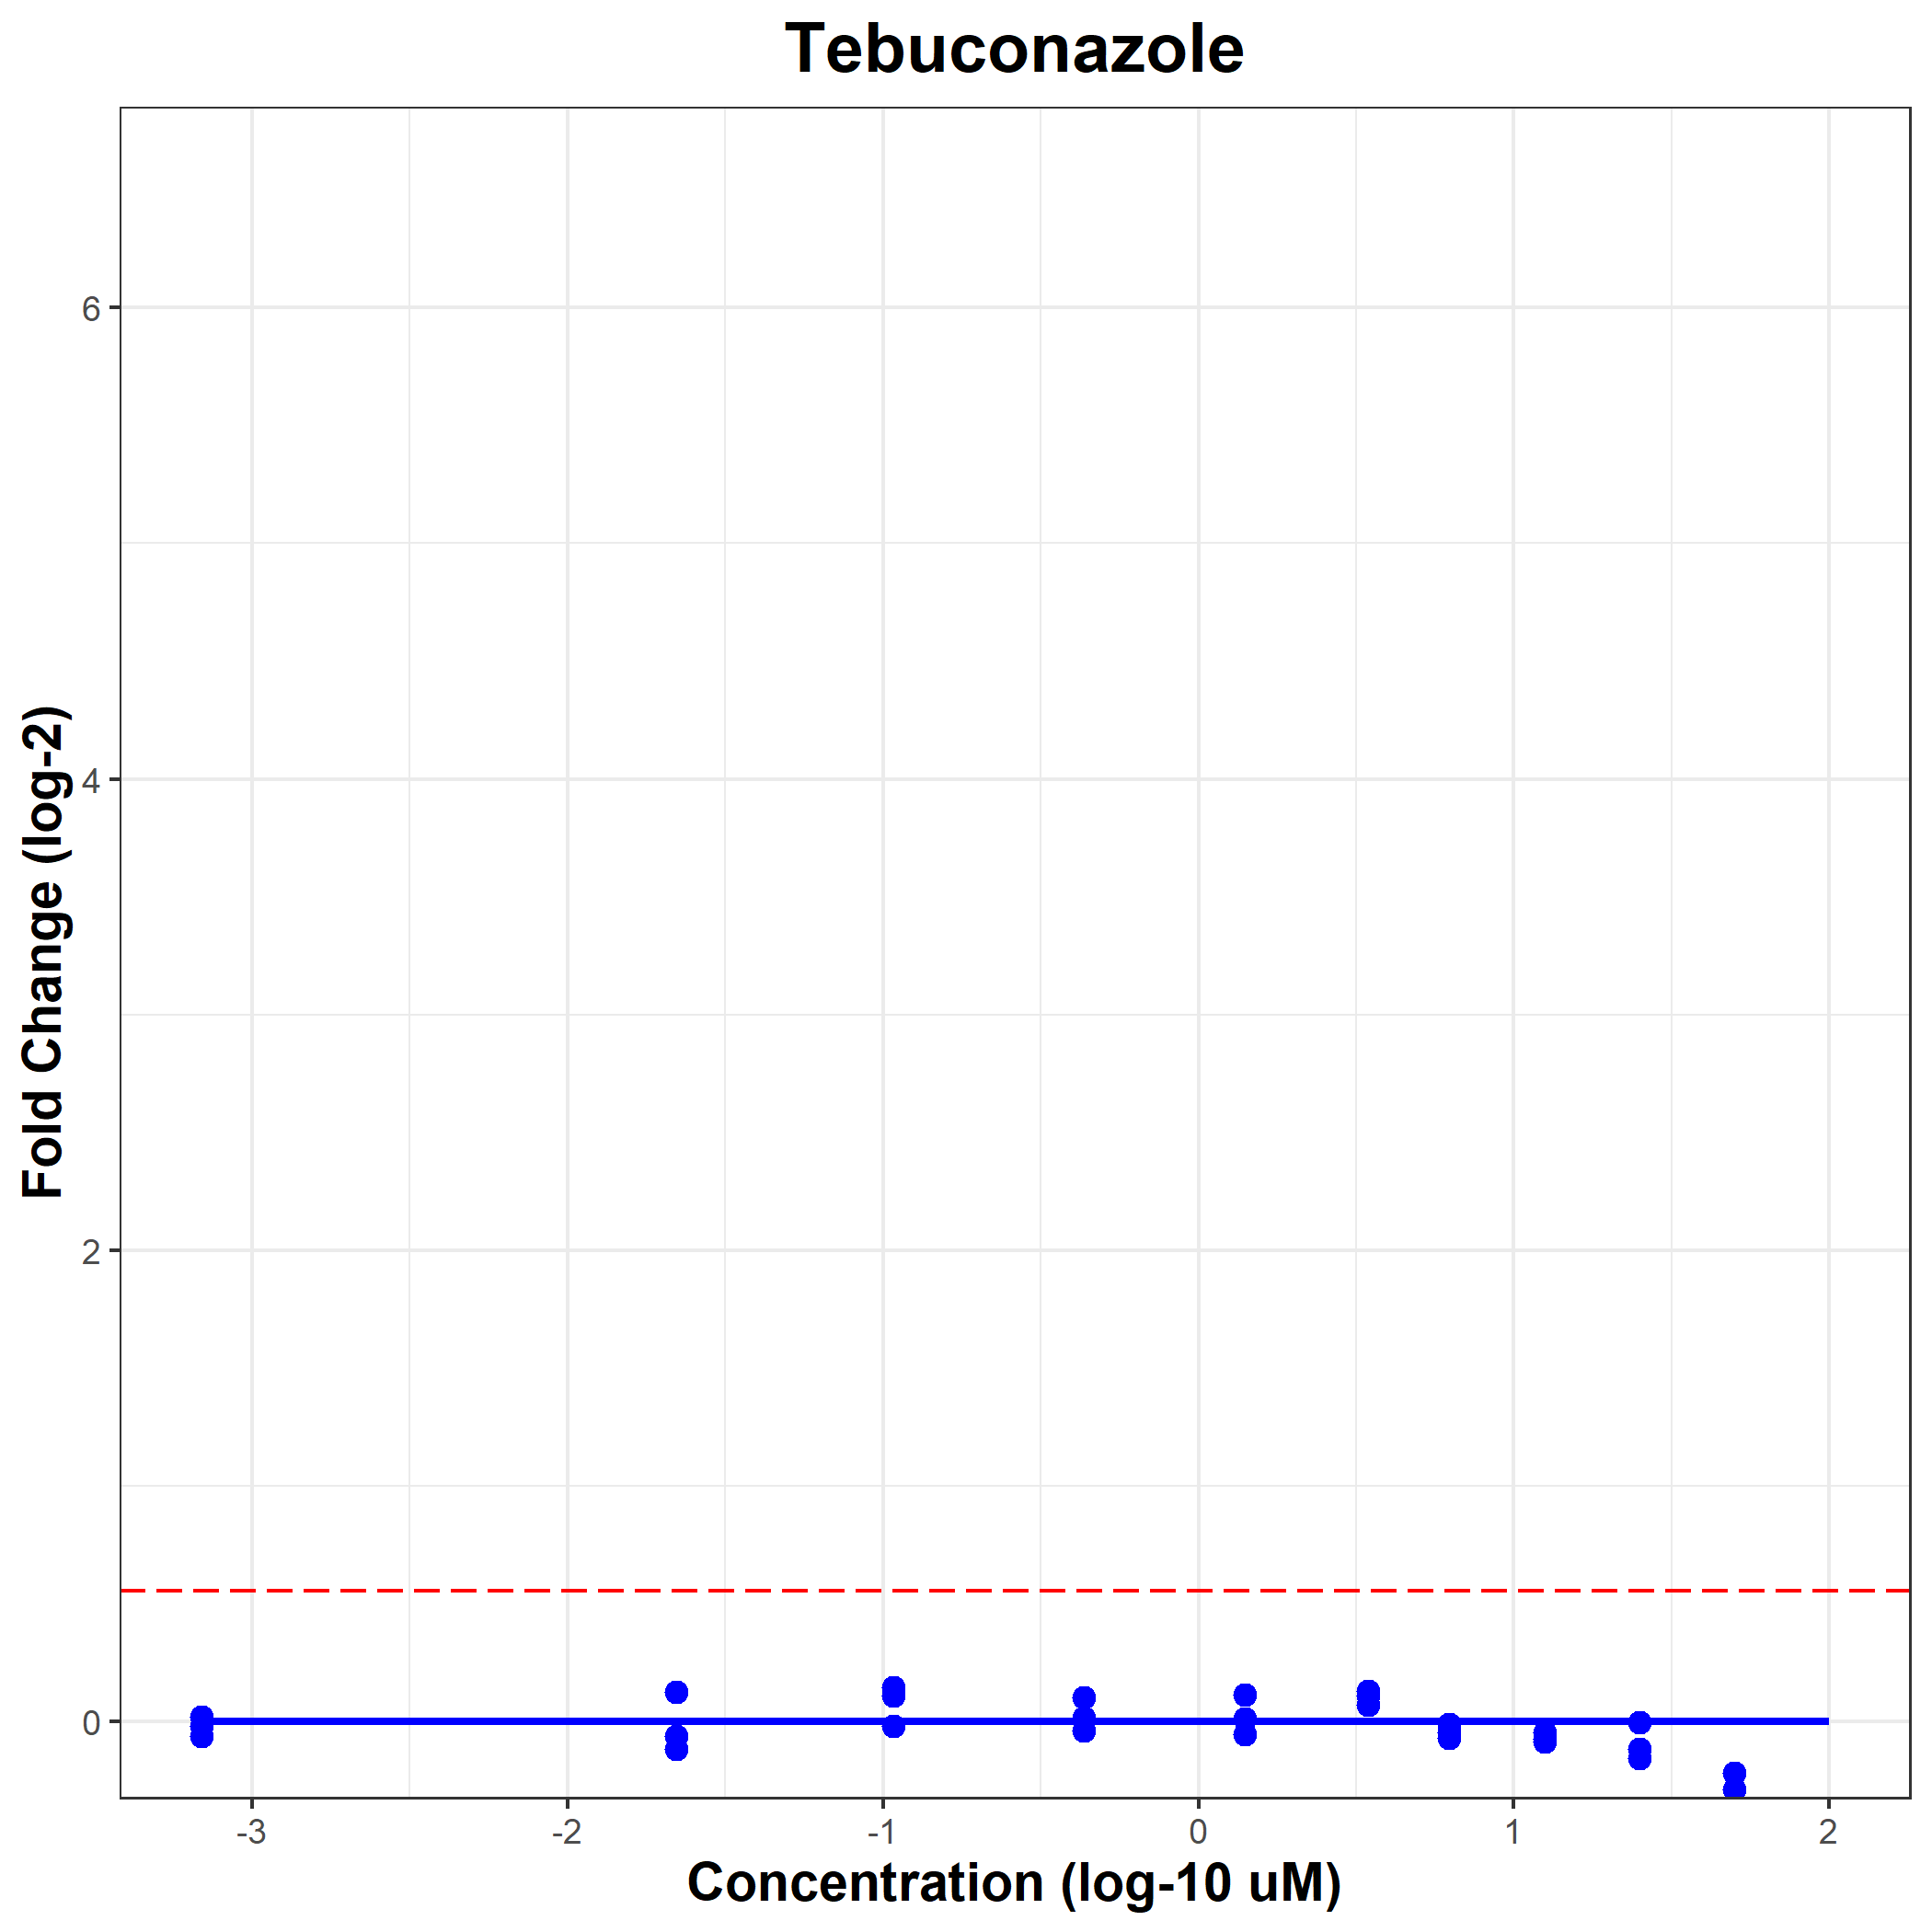 Tebuconazole
Fold Change (log-2)
6
4
2
0
-3 -2 -1 0 1 2
Concentration (log-10 uM)